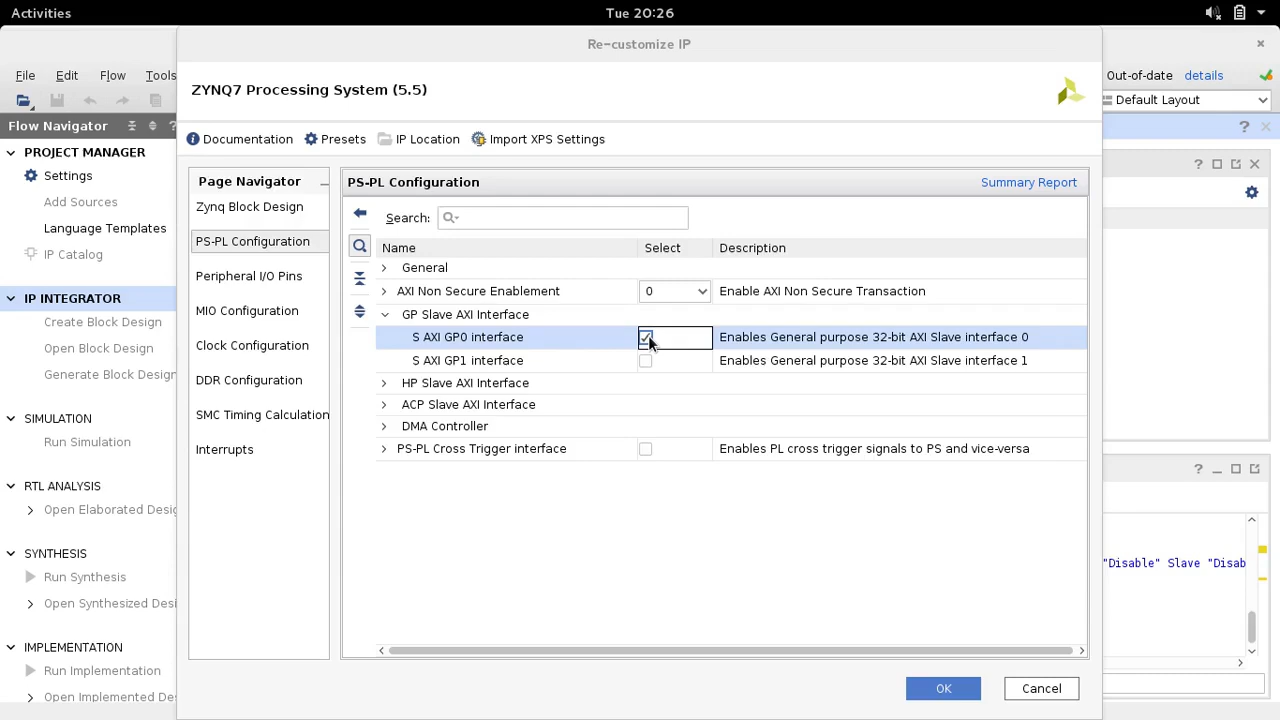 Activities
Tue 20:26
Re-customize IP
File Edit Flow Tools
Out-of-date details
Default Layout
ZYNQ7 Processing System (5.5)
Documentation Presets IP Location Import XPS Settings
Flow Navigator
PROJECT MANAGER
Settings
Add Sources
Language Templates
IP Catalog
IP INTEGRATOR
Create Block Design
Open Block Design
Generate Block Design
SIMULATION
Run Simulation
RTL ANALYSIS
Open Elaborated Desig
SYNTHESIS
Run Synthesis
Open Synthesized Desi
IMPLEMENTATION
Run Implementation
Open Implemented Des
Page Navigator
Zynq Block Design
PS-PL Configuration
Peripheral I/O Pins
MIO Configuration
Clock Configuration
DDR Configuration
SMC Timing Calculation
Interrupts
PS-PL Configuration
Summary Report
Search:
Name Select Description
General
AXI Non Secure Enablement 0 Enable AXI Non Secure Transaction
GP Slave AXI Interface
S AXI GP0 interface Enables General purpose 32-bit AXI Slave interface 0
S AXI GP1 interface Enables General purpose 32-bit AXI Slave interface 1
HP Slave AXI Interface
ACP Slave AXI Interface
DMA Controller
PS-PL Cross Trigger interface Enables PL cross trigger signals to PS and vice-versa
"Disable" Slave "Disab
OK Cancel